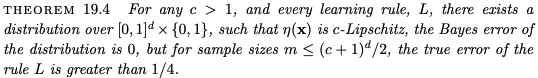 THEOREM 19.4 For any c > 1, and every learning rule, L, there exists a
distribution over [0, 1]^d × {0, 1}, such that η(x) is c-Lipschitz, the Bayes error of
the distribution is 0, but for sample sizes m ≤ (c + 1)^d/2, the true error of the
rule L is greater than 1/4.